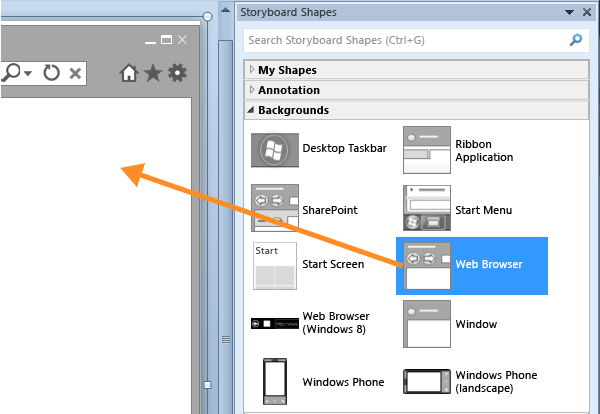 Storyboard Shapes
Search Storyboard Shapes (Ctrl+G)
My Shapes
Annotation
Backgrounds
Desktop Taskbar
Ribbon
Application
SharePoint
Start Menu
Start
Start Screen
Web Browser
Web Browser
(Windows 8)
Window
Windows Phone
Windows Phone
(landscape)